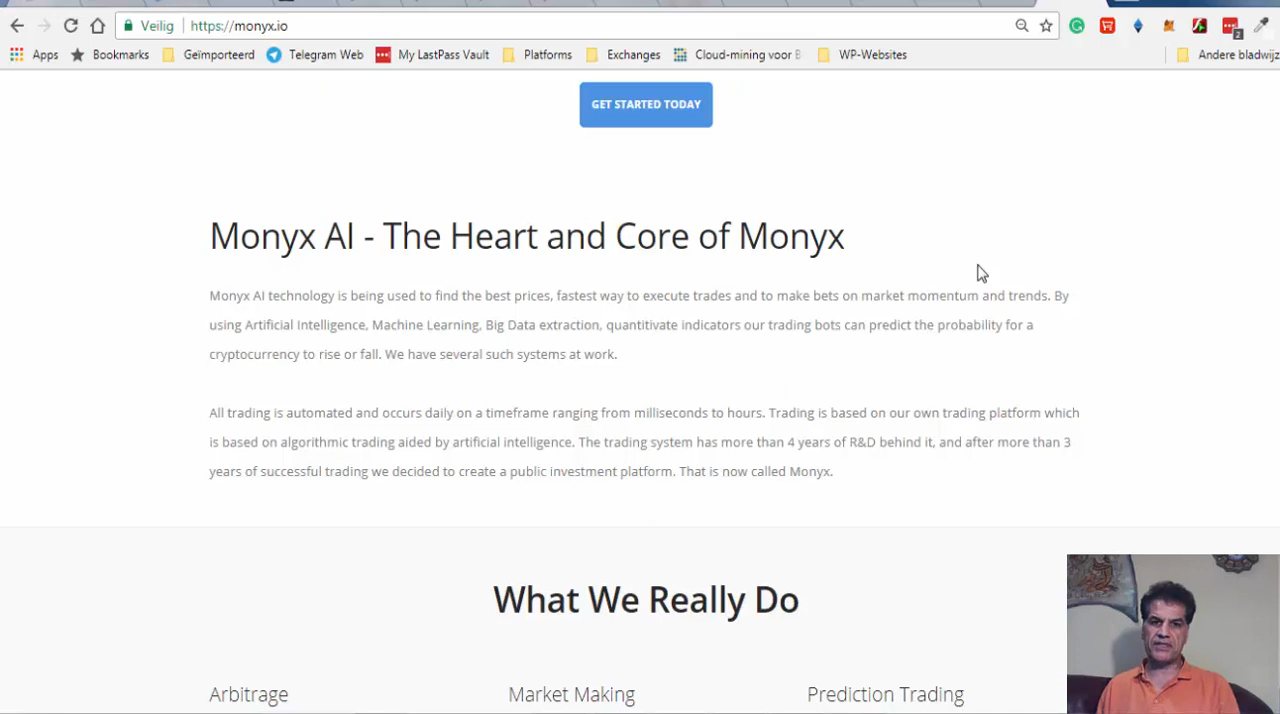 Veilig https://monyx.io
Apps Bookmarks Geïmporteerd Telegram Web My LastPass Vault Platforms Exchanges Cloud-mining voor B WP-Websites Andere bladwijz
2
GET STARTED TODAY
Monyx AI - The Heart and Core of Monyx
Monyx AI technology is being used to find the best prices, fastest way to execute trades and to make bets on market momentum and trends. By
using Artificial Intelligence, Machine Learning, Big Data extraction, quantitivate indicators our trading bots can predict the probability for a
cryptocurrency to rise or fall. We have several such systems at work.
All trading is automated and occurs daily on a timeframe ranging from milliseconds to hours. Trading is based on our own trading platform which
is based on algorithmic trading aided by artificial intelligence. The trading system has more than 4 years of R&D behind it, and after more than 3
years of successful trading we decided to create a public investment platform. That is now called Monyx.
What We Really Do
Arbitrage Market Making Prediction Trading